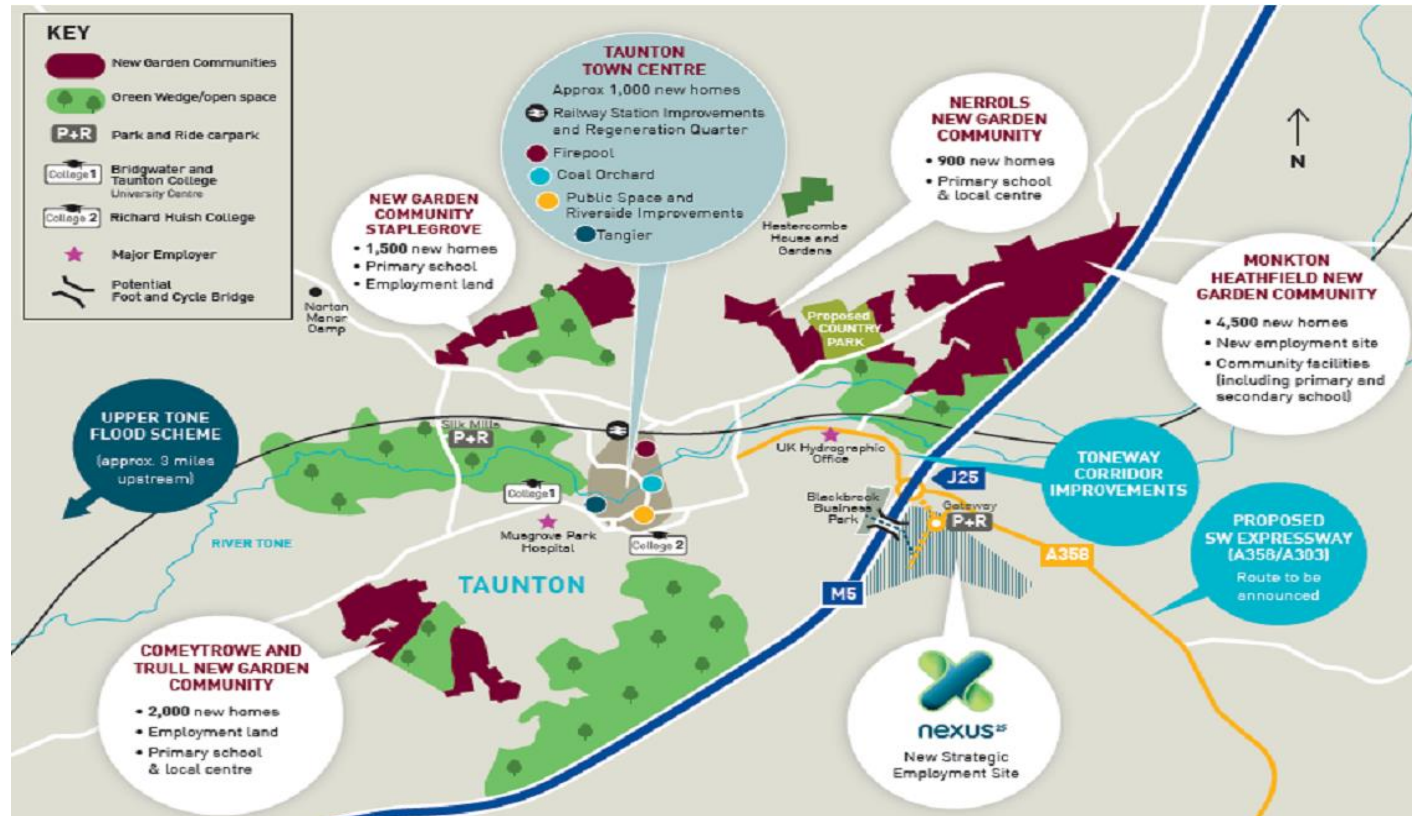 KEY
New Garden Communities
Green Wedge/open space
P+R Park and Ride carpark
College 1 Bridgwater and
Taunton College
University Centre
College 2 Richard Huish College
Major Employer
Potential
Foot and Cycle Bridge
TAUNTON
TOWN CENTRE
Approx 1,000 new homes
Railway Station Improvements
and Regeneration Quarter
Firepool
Coal Orchard
Public Space and
Riverside Improvements
Tangier
NERROLS
NEW GARDEN
COMMUNITY
• 900 new homes
• Primary school
& local centre
N
NEW GARDEN
COMMUNITY
STAPLEGROVE
• 1,500 new homes
• Primary school
• Employment land
Hestercombe
House and
Gardens
MONKTON
HEATHFIELD NEW
GARDEN COMMUNITY
• 4,500 new homes
• New employment site
• Community facilities
(including primary and
secondary school)
Norton
Manor
Camp
Proposed
COUNTRY
PARK
UPPER TONE
FLOOD SCHEME
(approx. 3 miles
upstream)
Silk Mills
P+R
UK Hydrographic
Office
TONEWAY
CORRIDOR
IMPROVEMENTS
J25
College 1
Blackbrook
Business
Park
Gateway
P+R
Musgrove Park
Hospital
College 2
RIVER TONE
A358
PROPOSED
SW EXPRESSWAY
(A358/A303)
Route to be
announced
TAUNTON
M5
COMEYTROWE AND
TRULL NEW GARDEN
COMMUNITY
• 2,000 new homes
• Employment land
• Primary school
& local centre
nexus25
New Strategic
Employment Site